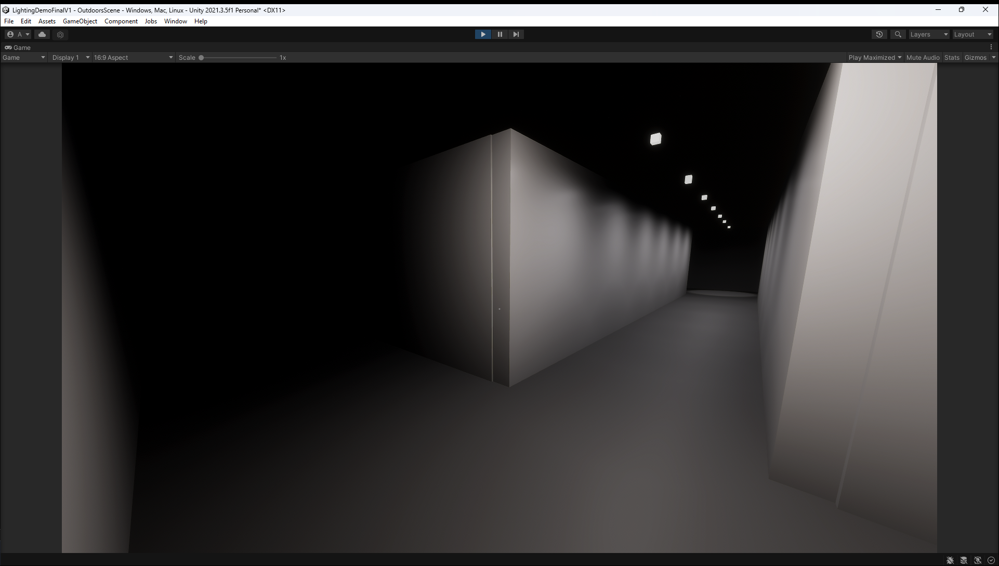 LightingDemoFinalV1 - OutdoorsScene - Windows, Mac, Linux - Unity 2021.3.5f1 Personal* <DX11>
File Edit Assets GameObject Component Jobs Window Help
A Layers Layout
Game
Game Display 1 16:9 Aspect Scale 1x Play Maximized Mute Audio Stats Gizmos